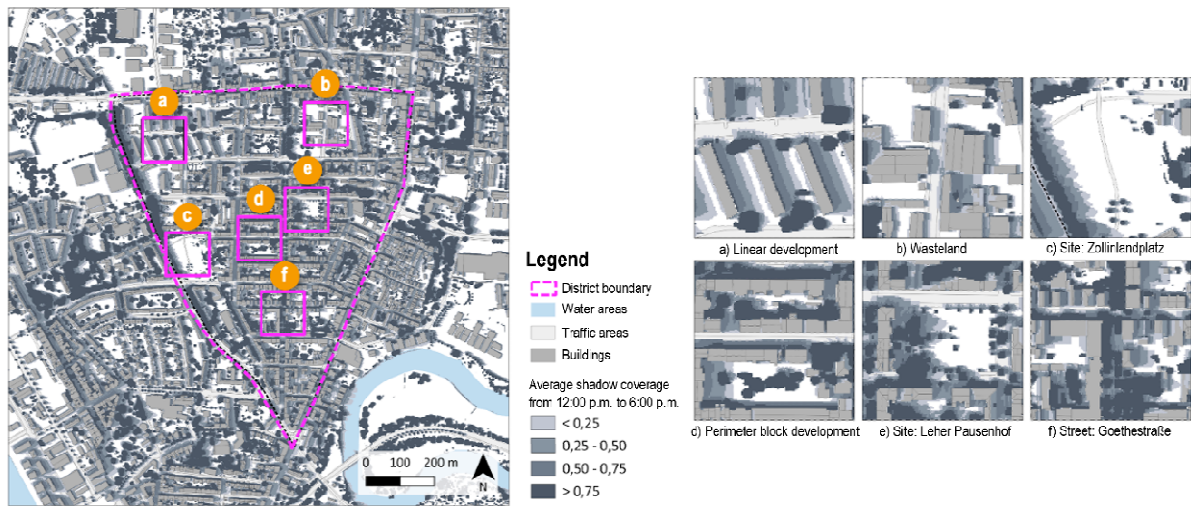 a
b
e
d
c
f
0 100 200 m
N
Legend
District boundary
Water areas
Traffic areas
Buildings
Average shadow coverage
from 12:00 p.m. to 6:00 p.m.
< 0,25
0,25 - 0,50
0,50 - 0,75
> 0,75
a) Linear development
b) Wasteland
c) Site: Zollinlandplatz
d) Perimeter block development
e) Site: Leher Pausenhof
f) Street: Goethestraße